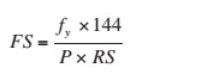 FS = f_y × 144
P × RS